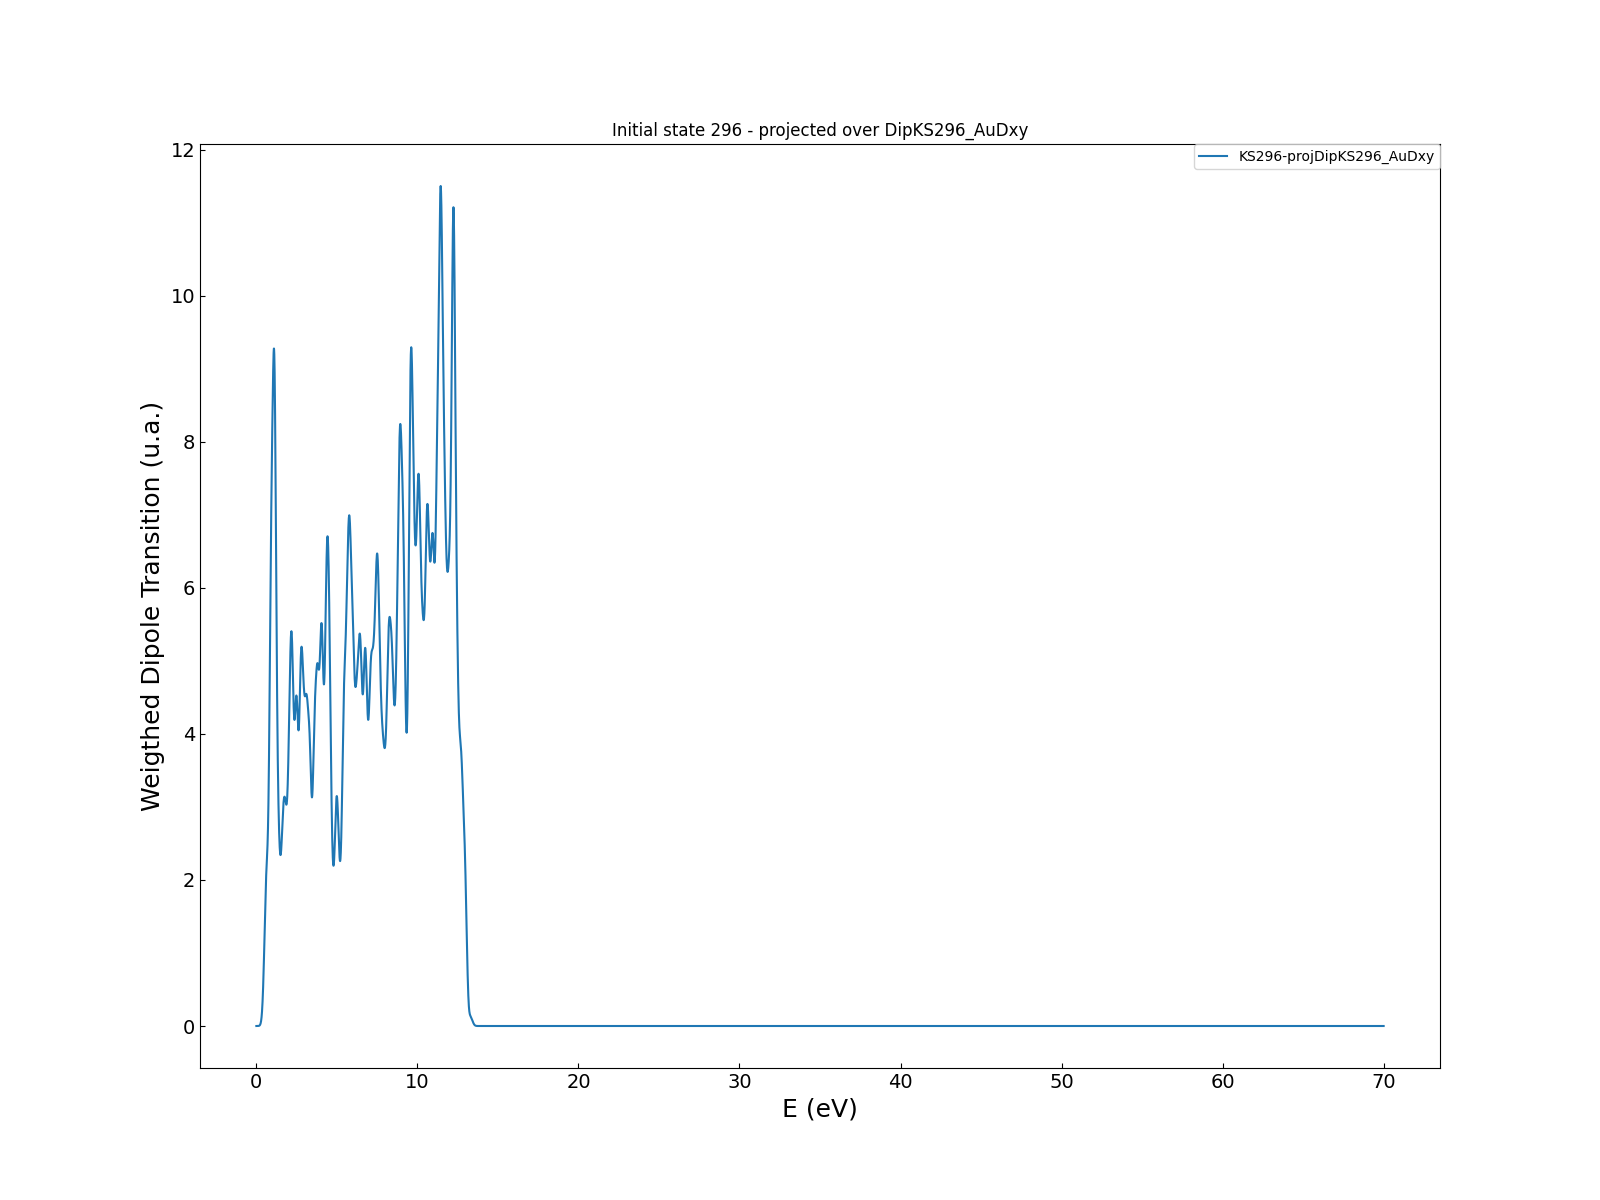 Initial state 296 - projected over DipKS296_AuDxy
KS296-projDipKS296_AuDxy
Weigthed Dipole Transition (u.a.)
12
10
8
6
4
2
0
0 10 20 30 40 50 60 70
E (eV)